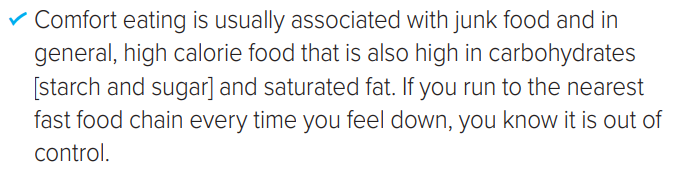 ✓ Comfort eating is usually associated with junk food and in
general, high calorie food that is also high in carbohydrates
[starch and sugar] and saturated fat. If you run to the nearest
fast food chain every time you feel down, you know it is out of
control.